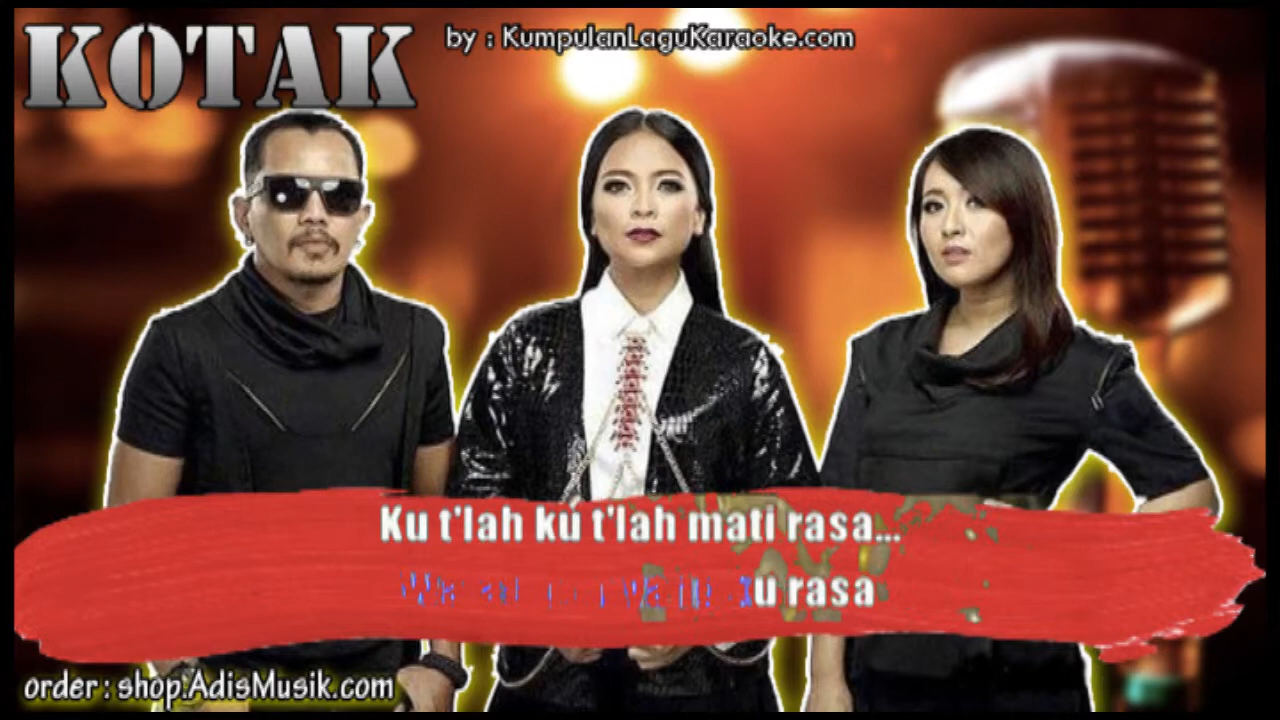 KOTAK
by : KumpulanLaguKaraoke.com
Ku t'lah ku t'lah mati rasa...
u rasa
order : shop.AdisMusik.com